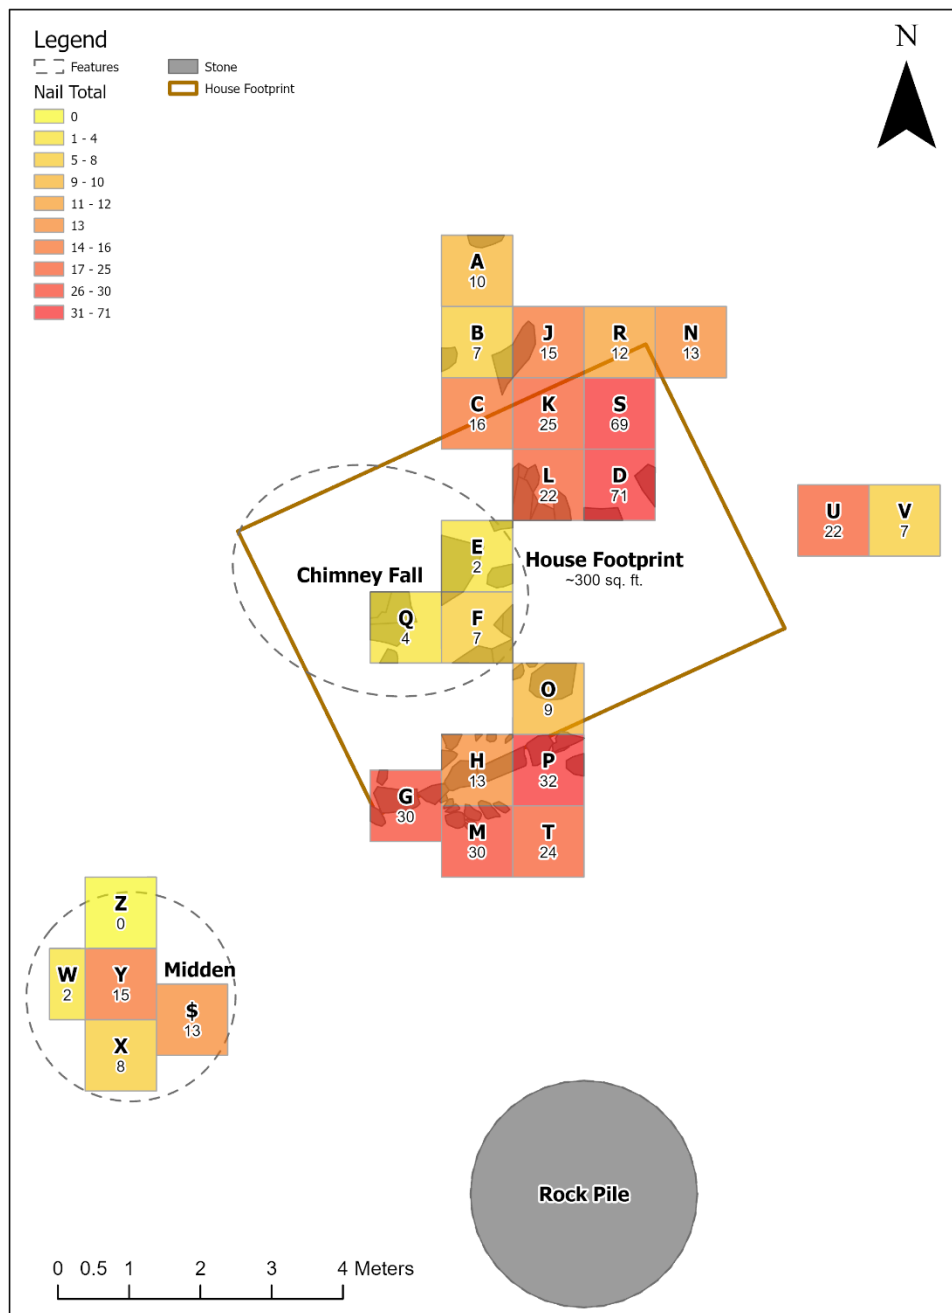 Legend
Features
Stone
Nail Total
House Footprint
0
1 - 4
5 - 8
9 - 10
11 - 12
13
14 - 16
17 - 25
26 - 30
31 - 71
N
A
10
B
7
J
15
R
12
N
13
C
16
K
25
S
69
L
22
D
71
U
22
V
7
E
2
House Footprint
~300 sq. ft.
Chimney Fall
Q
4
F
7
O
9
H
13
P
32
G
30
M
30
T
24
Z
0
W
2
Y
15
Midden
$
13
X
8
Rock Pile
0 0.5 1 2 3 4 Meters